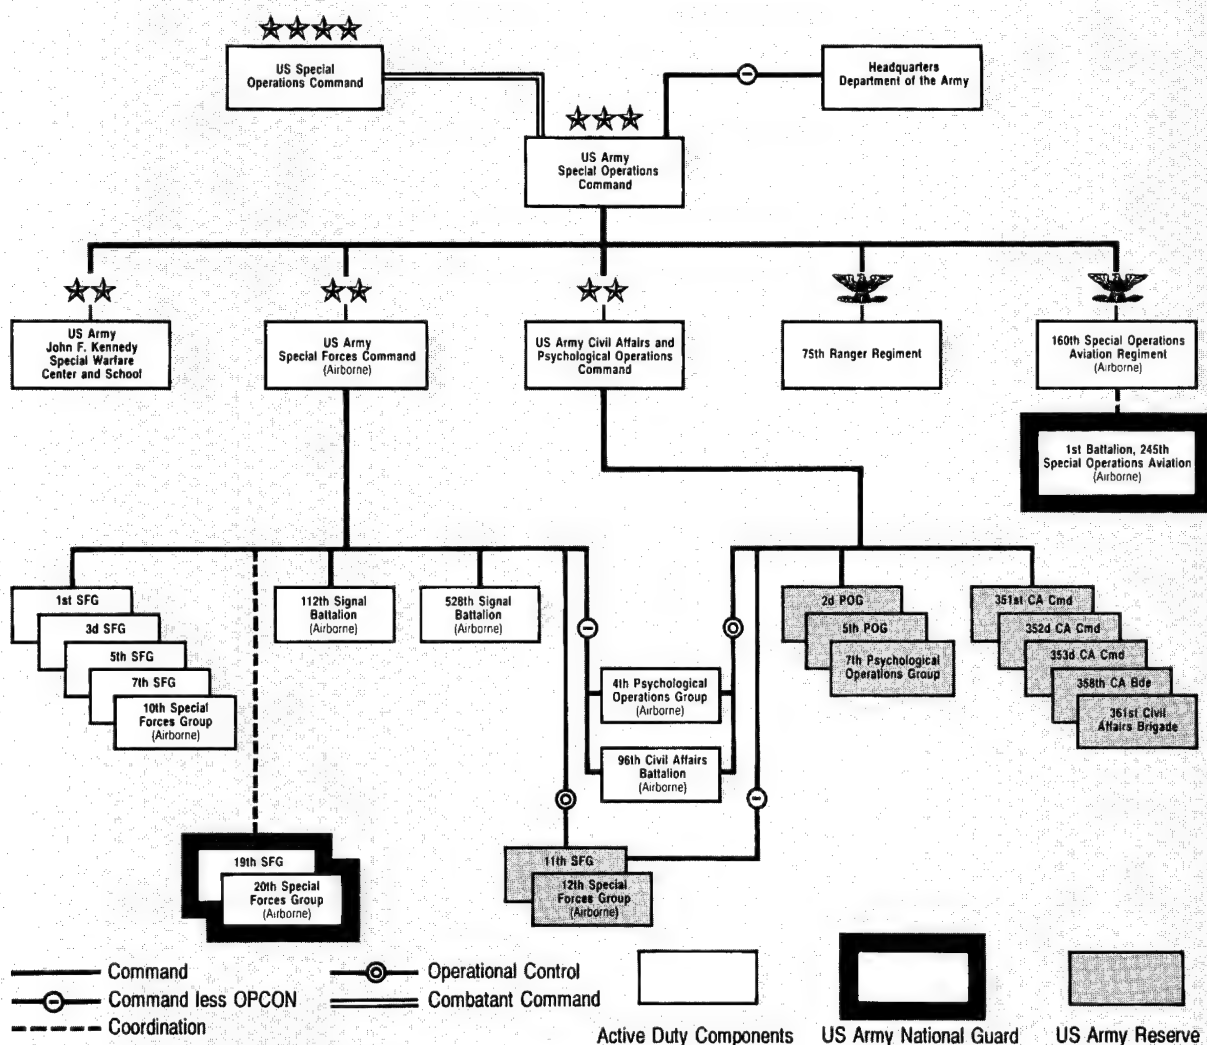 US Special
Operations Command
Headquarters
Department of the Army
US Army
Special Operations
Command
US Army
John F. Kennedy
Special Warfare
Center and School
US Army
Special Forces Command
(Airborne)
US Army Civil Affairs and
Psychological Operations
Command
75th Ranger Regiment
160th Special Operations
Aviation Regiment
(Airborne)
1st Battalion, 245th
Special Operations Aviation
(Airborne)
1st SFG
3d SFG
5th SFG
7th SFG
10th Special
Forces Group
(Airborne)
112th Signal
Battalion
(Airborne)
528th Signal
Battalion
(Airborne)
4th Psychological
Operations Group
(Airborne)
96th Civil Affairs
Battalion
(Airborne)
2d POG
5th POG
7th Psychological
Operations Group
351st CA Cmd
352d CA Cmd
353d CA Cmd
358th CA Bde
361st Civil
Affairs Brigade
19th SFG
20th Special
Forces Group
(Airborne)
11th SFG
12th Special
Forces Group
(Airborne)
Command
Command less OPCON
Coordination
Operational Control
Combatant Command
Active Duty Components
US Army National Guard
US Army Reserve